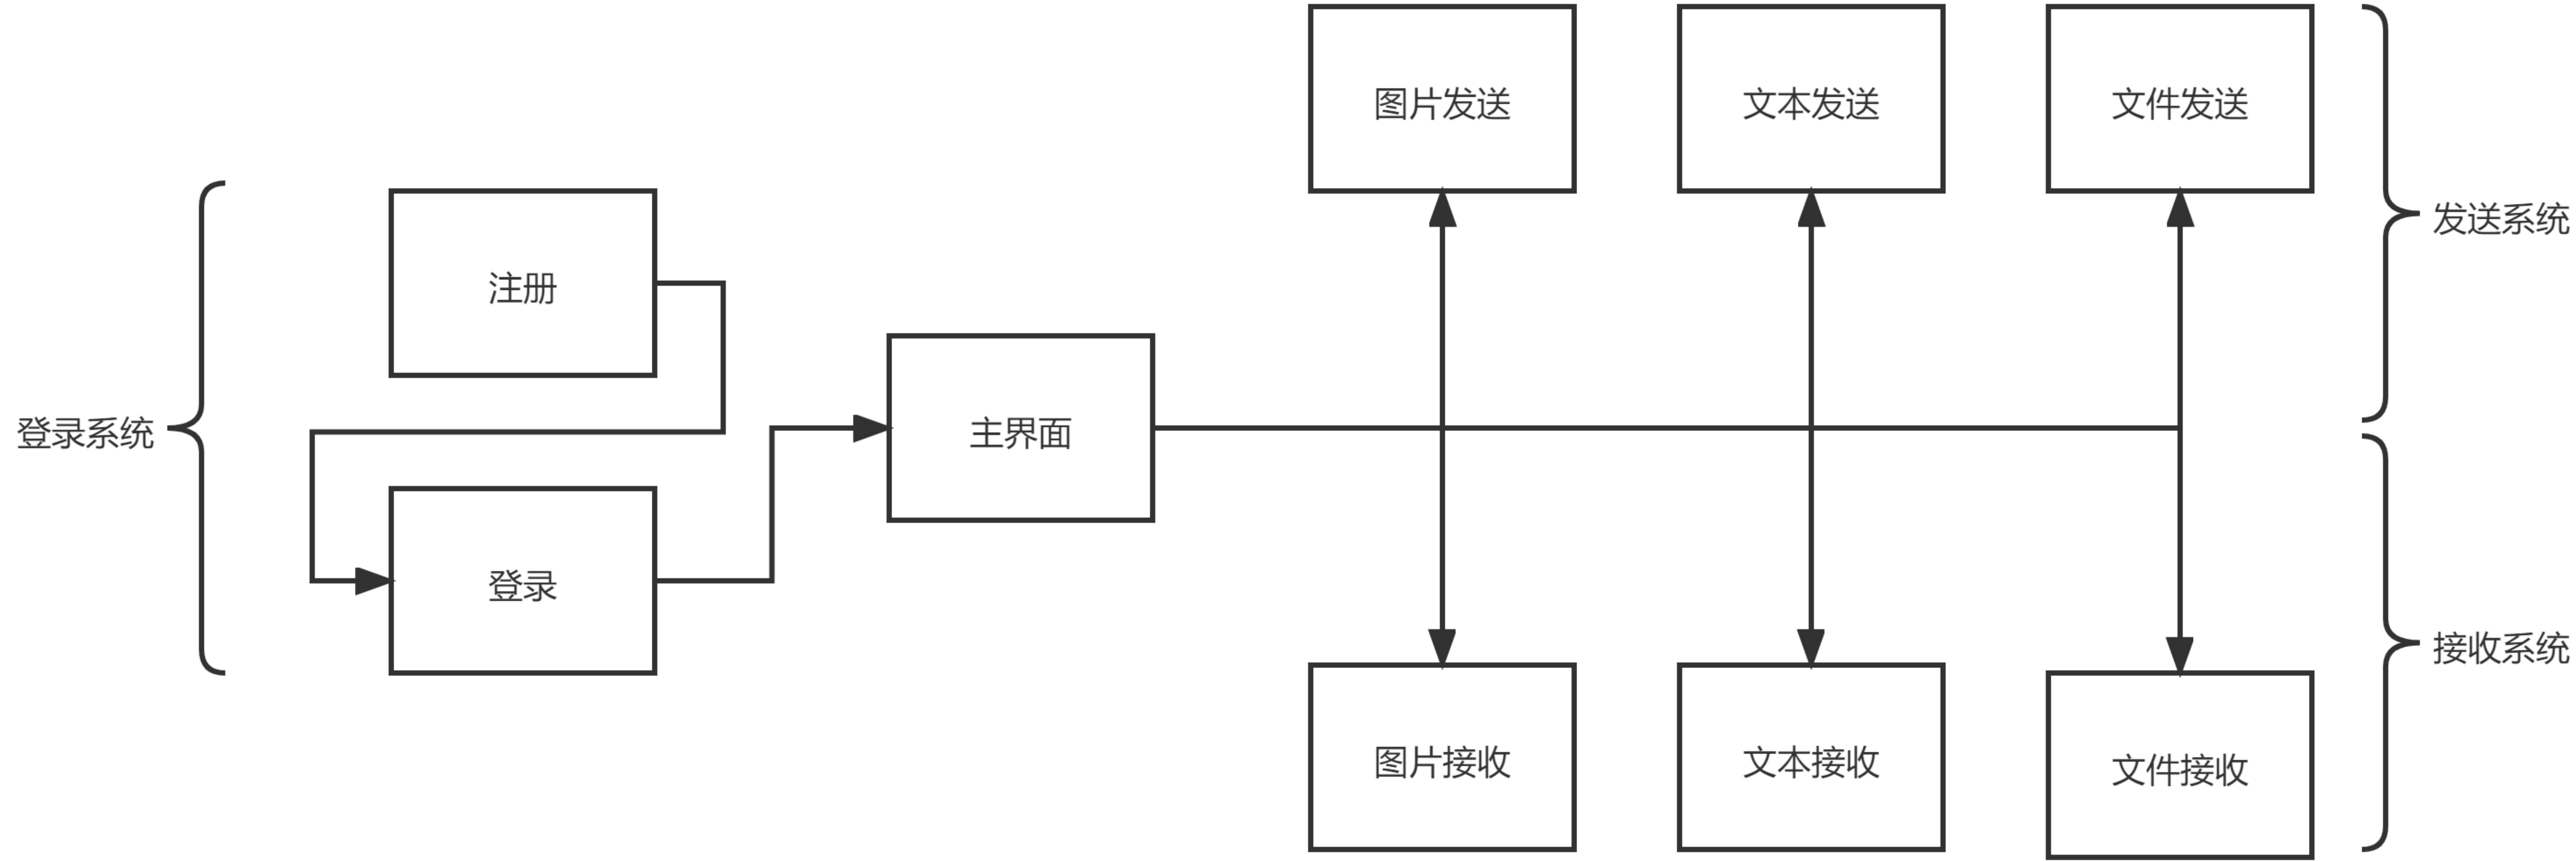 图片发送
文本发送
文件发送
发送系统
注册
登录系统
主界面
登录
接收系统
图片接收
文本接收
文件接收